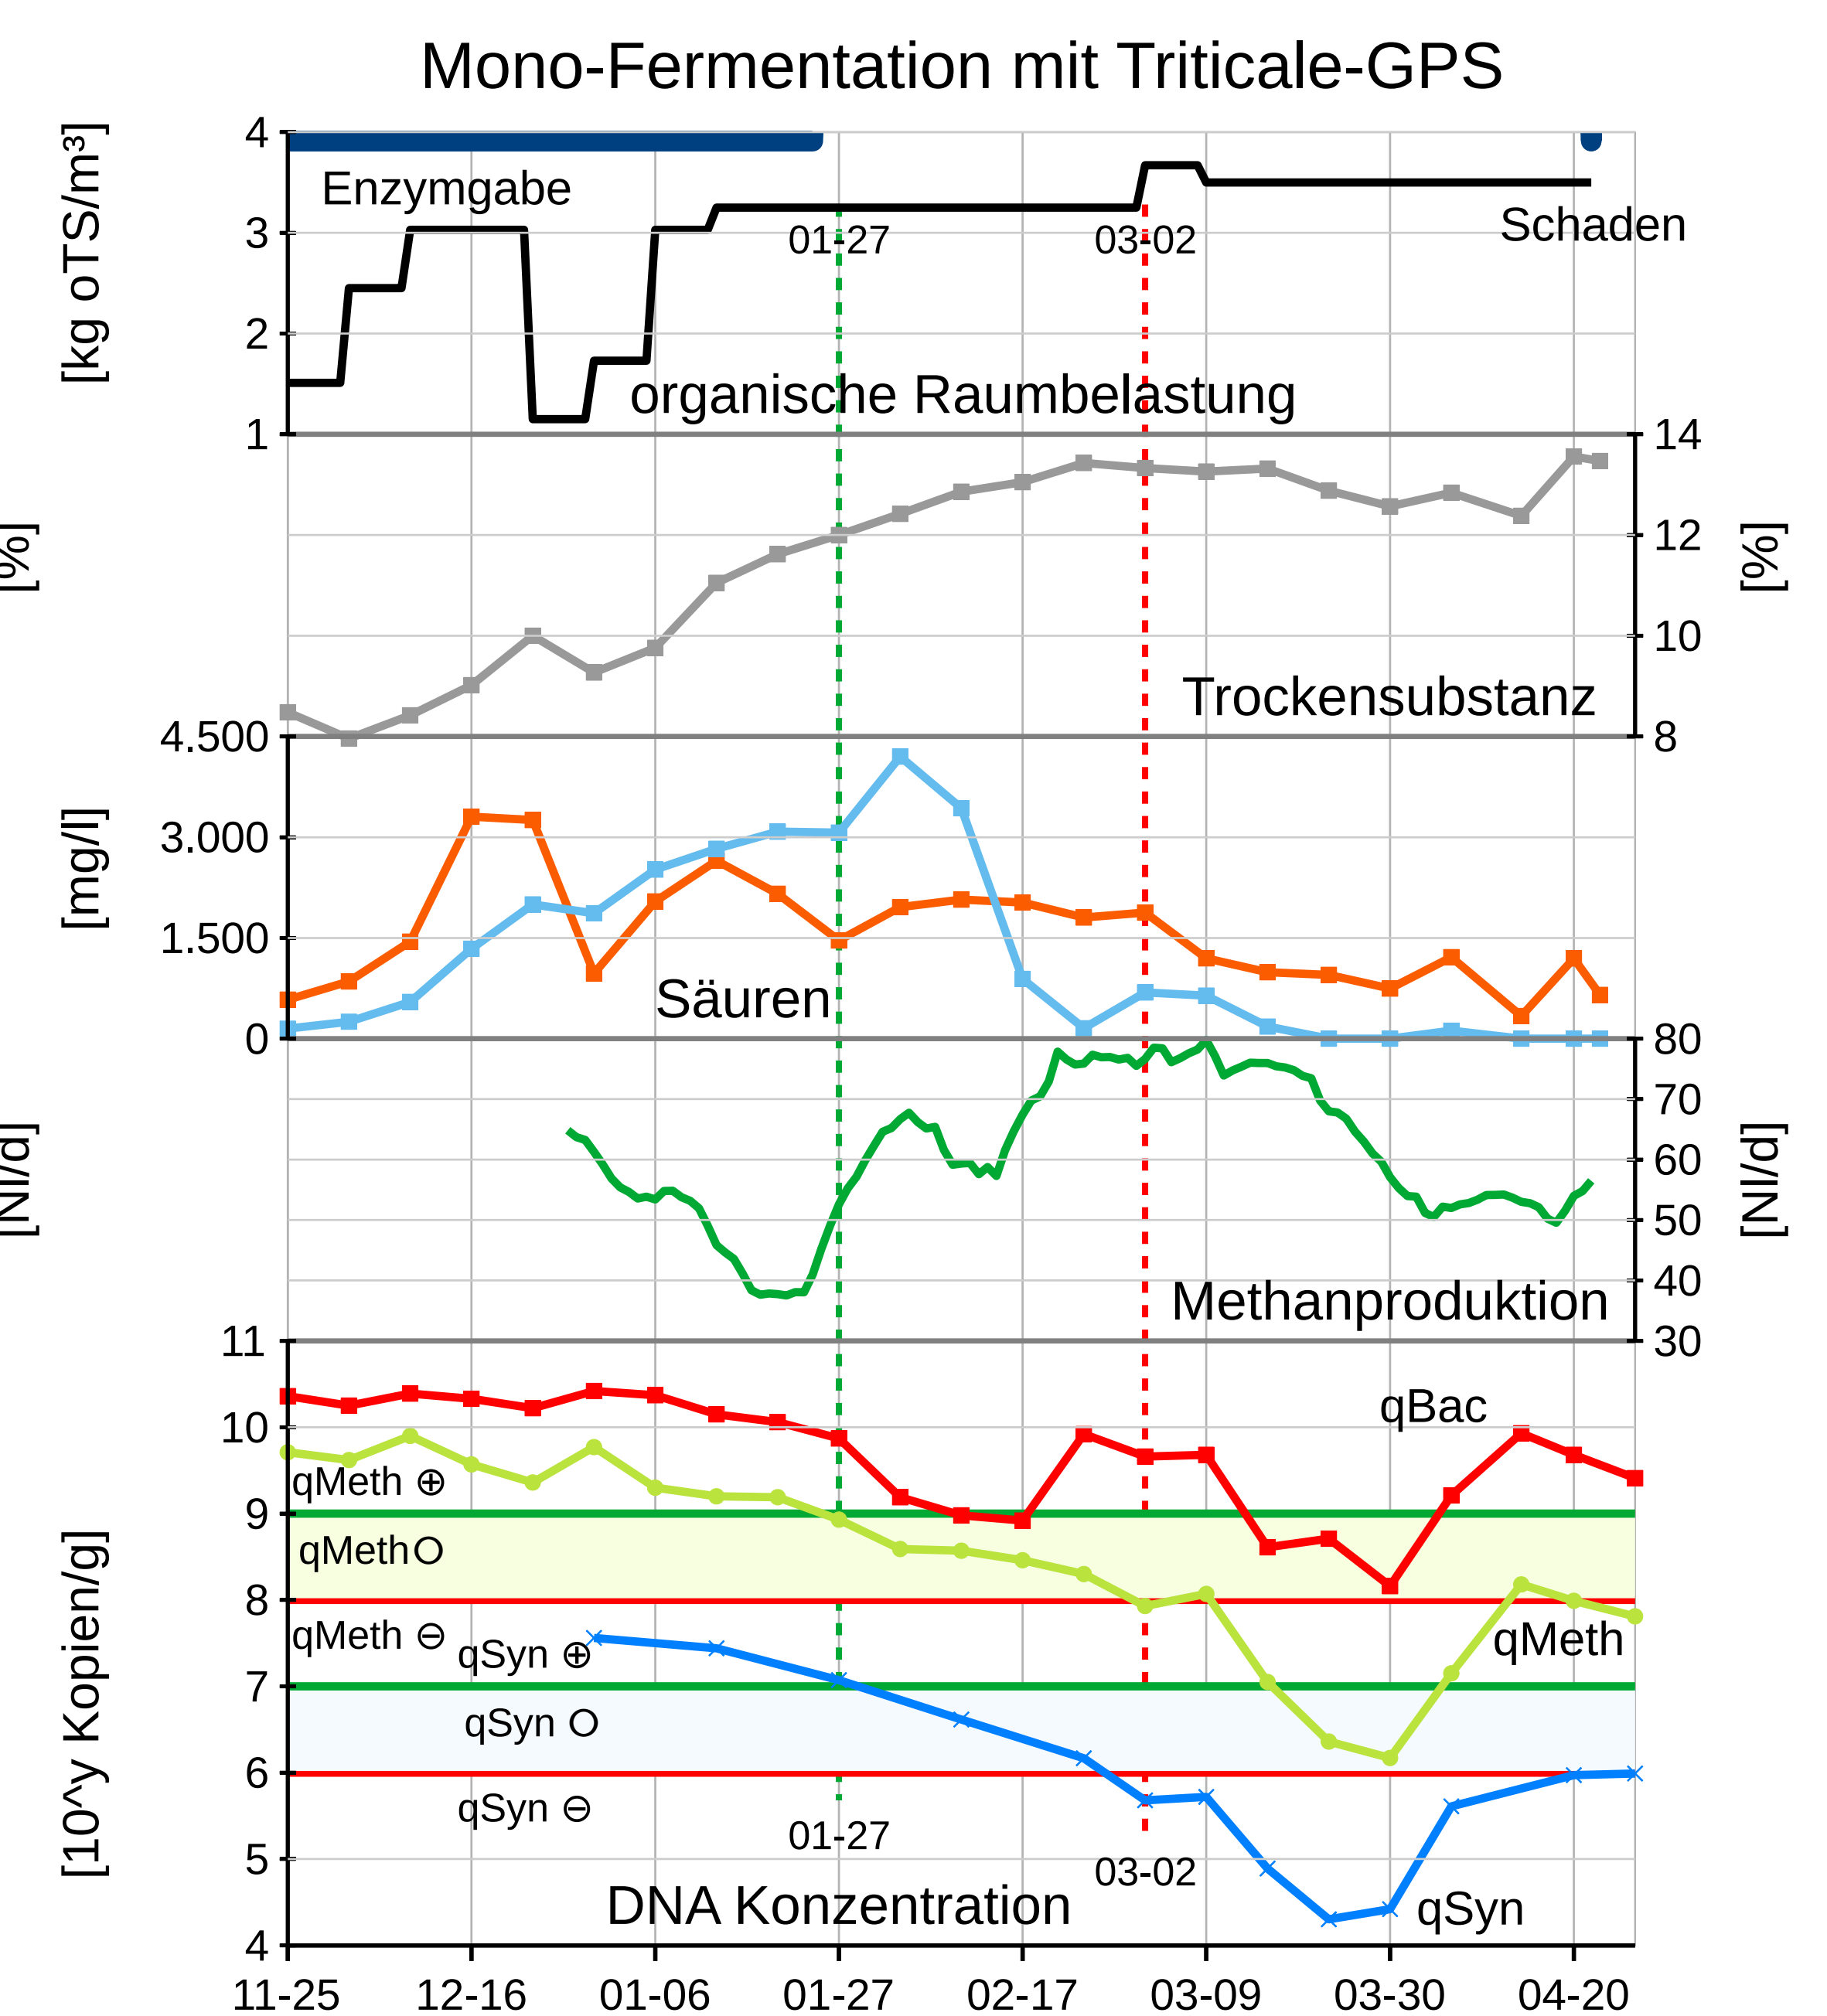 Mono-Fermentation mit Triticale-GPS
[kg oTS/m³]
4
3
2
1
Enzymgabe
01-27
03-02
Schaden
organische Raumbelastung
[%]
14
12
10
8
[%]
Trockensubstanz
[mg/l]
4.500
3.000
1.500
0
Säuren
[Nl/d]
80
70
60
50
40
30
[Nl/d]
Methanproduktion
[10^y Kopien/g]
11
10
9
8
7
6
5
4
qBac
qMeth ⊕
qMeth ○
qMeth ⊖
qSyn ⊕
qMeth
qSyn ○
qSyn ⊖
01-27
03-02
DNA Konzentration
qSyn
11-25 12-16 01-06 01-27 02-17 03-09 03-30 04-20